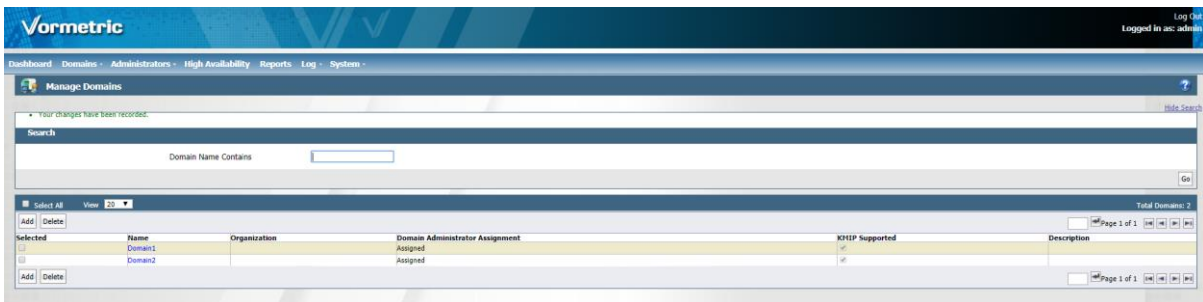 Vormetric
Log Out
Logged in as: admin
Dashboard Domains Administrators High Availability Reports Log System
Manage Domains
?
Hide Search
Your changes have been recorded.
Search
Domain Name Contains
Go
Select All View 20 Total Domains: 2
Add Delete Page 1 of 1
Selected Name Organization Domain Administrator Assignment KMIP Supported Description
Domain1 Assigned
Domain2 Assigned
Add Delete Page 1 of 1